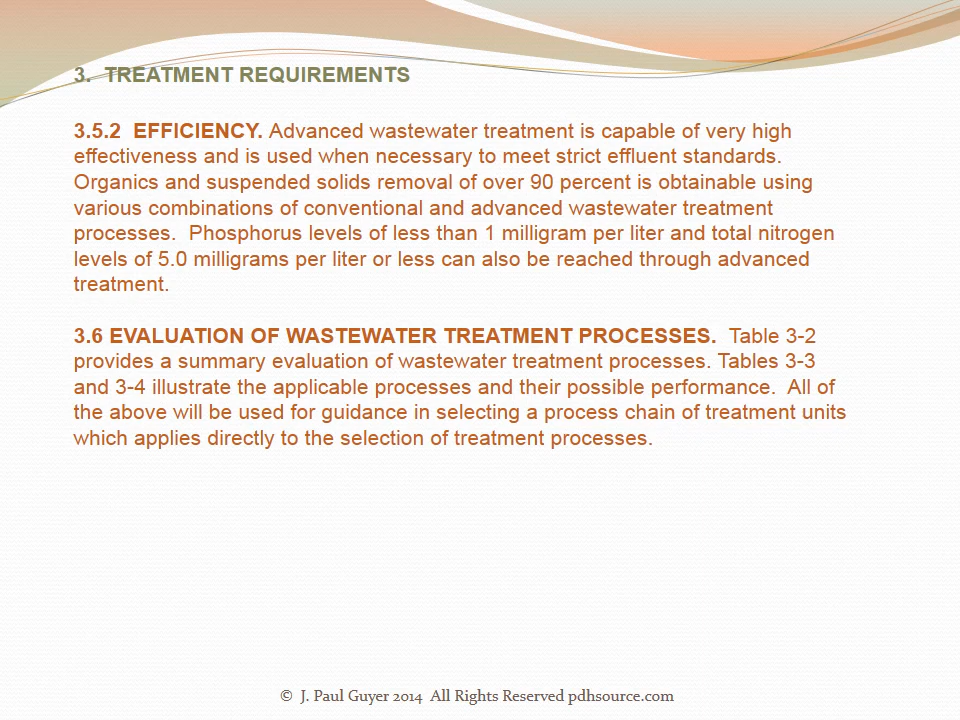 3.  TREATMENT REQUIREMENTS
3.5.2  EFFICIENCY. Advanced wastewater treatment is capable of very high
effectiveness and is used when necessary to meet strict effluent standards.
Organics and suspended solids removal of over 90 percent is obtainable using
various combinations of conventional and advanced wastewater treatment
processes.  Phosphorus levels of less than 1 milligram per liter and total nitrogen
levels of 5.0 milligrams per liter or less can also be reached through advanced
treatment.
3.6 EVALUATION OF WASTEWATER TREATMENT PROCESSES.  Table 3-2
provides a summary evaluation of wastewater treatment processes. Tables 3-3
and 3-4 illustrate the applicable processes and their possible performance.  All of
the above will be used for guidance in selecting a process chain of treatment units
which applies directly to the selection of treatment processes.
©  J. Paul Guyer 2014  All Rights Reserved pdhsource.com